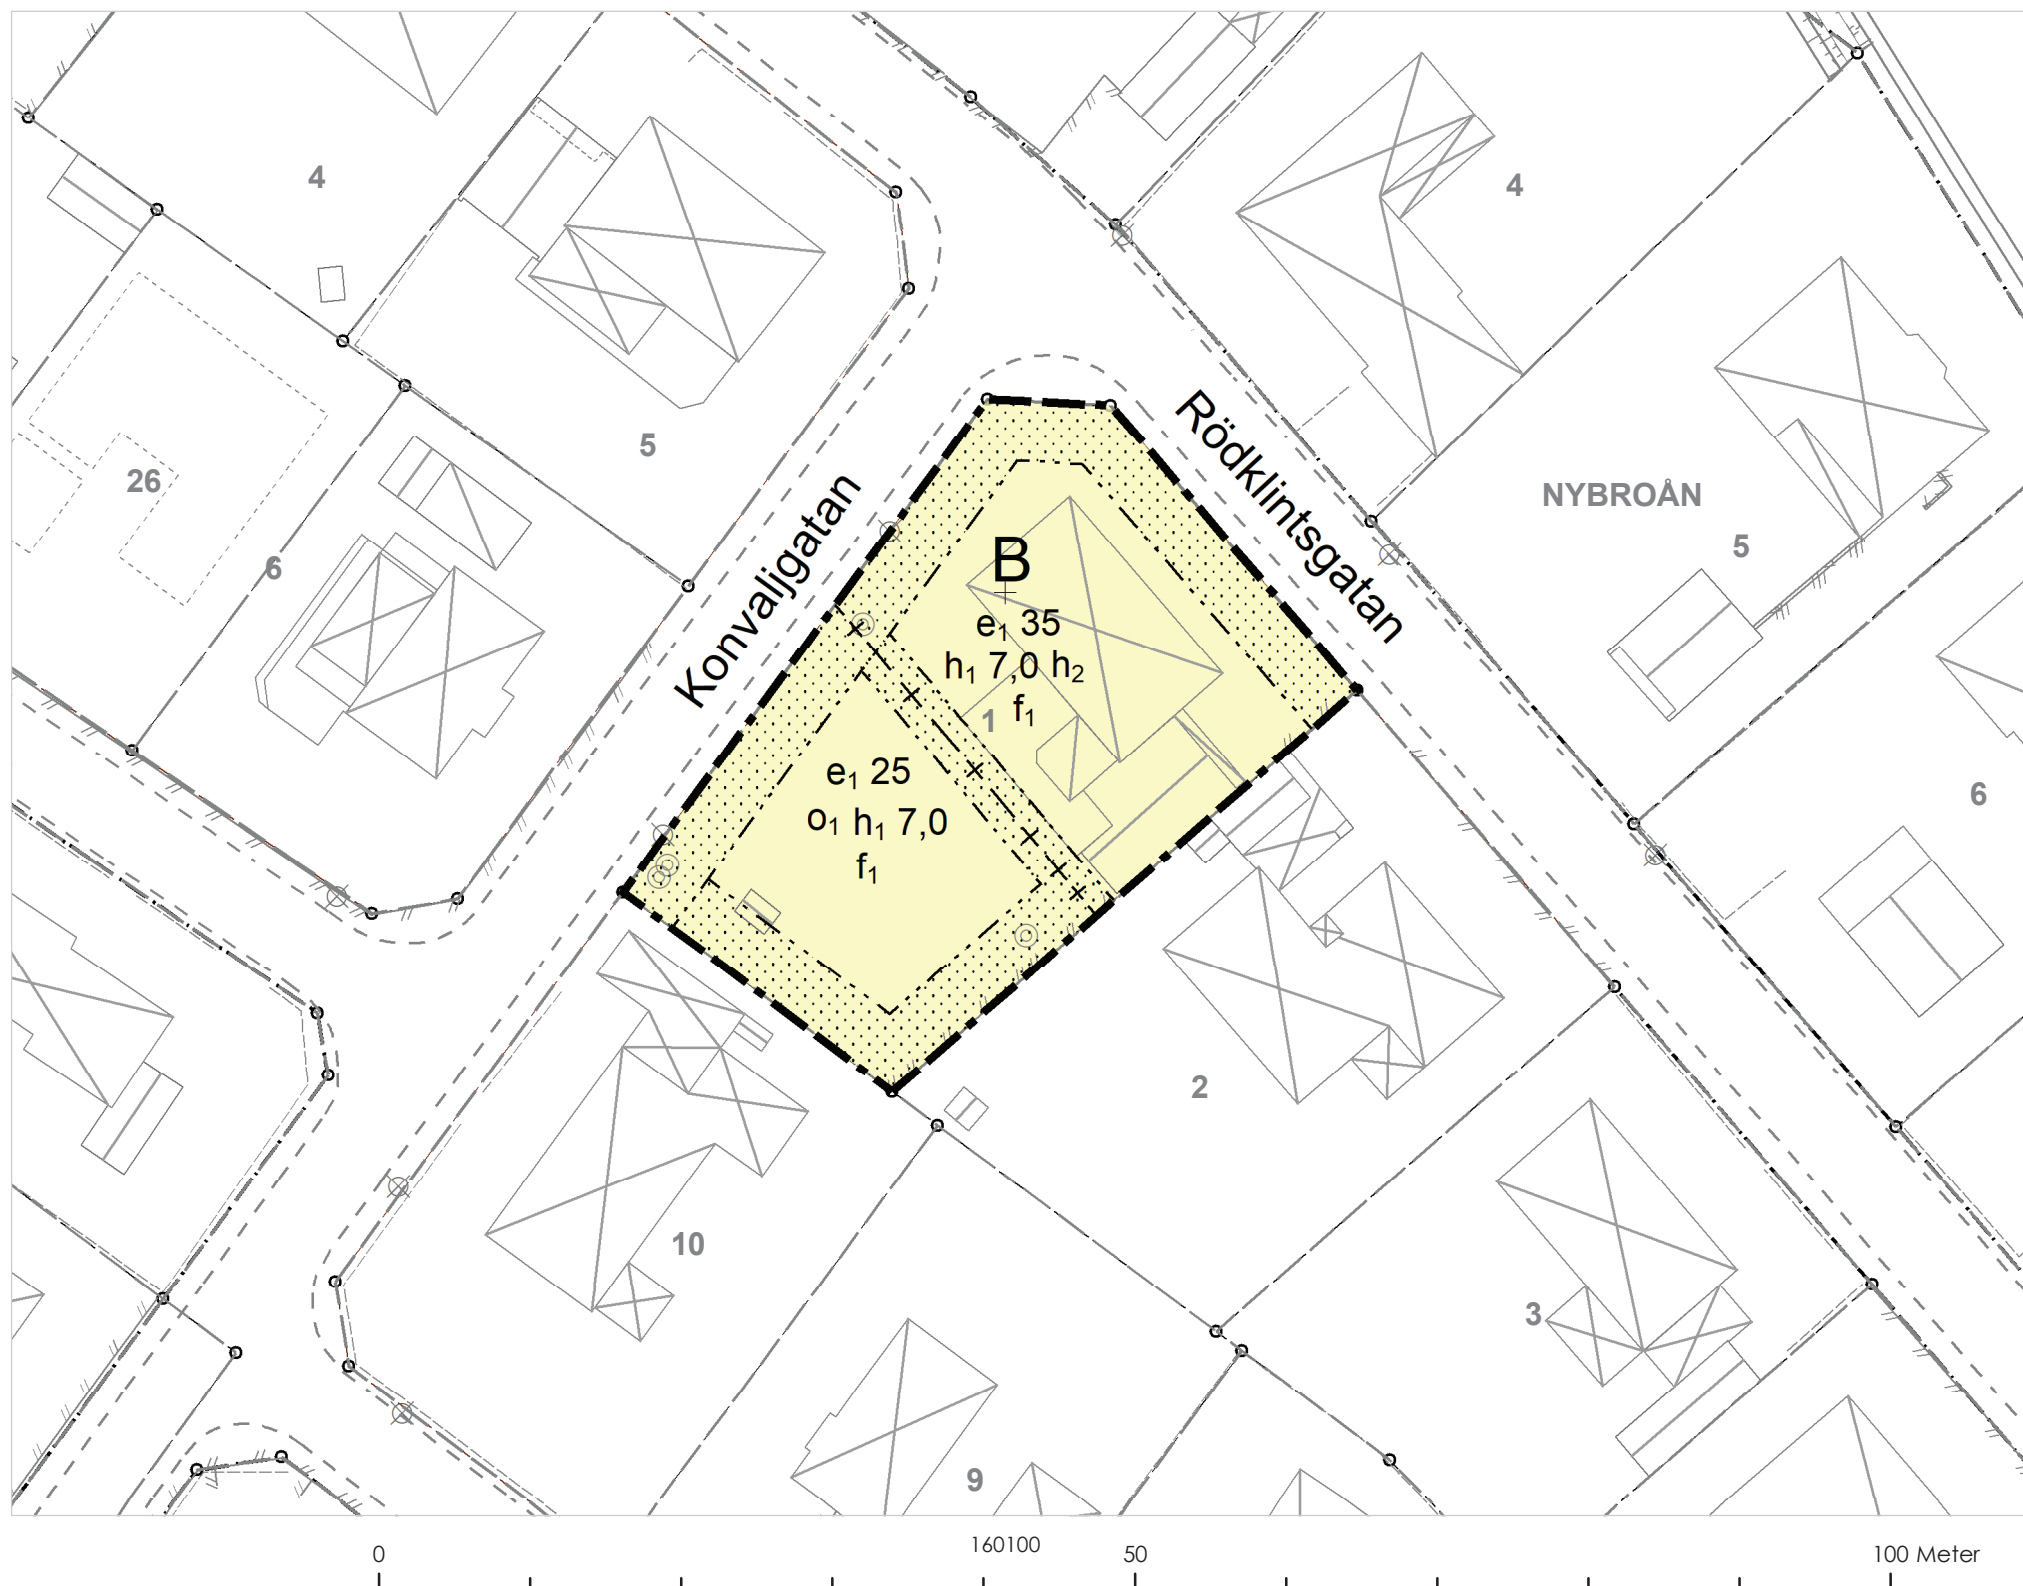 4
4
5
26
6
Konvaljgatan
Rödklintsgatan
NYBROÅN
5
B
e₁ 35
h₁ 7,0 h₂
f₁
1
e₁ 25
o₁ h₁ 7,0
f₁
6
2
10
3
9
0
160100
50
100 Meter